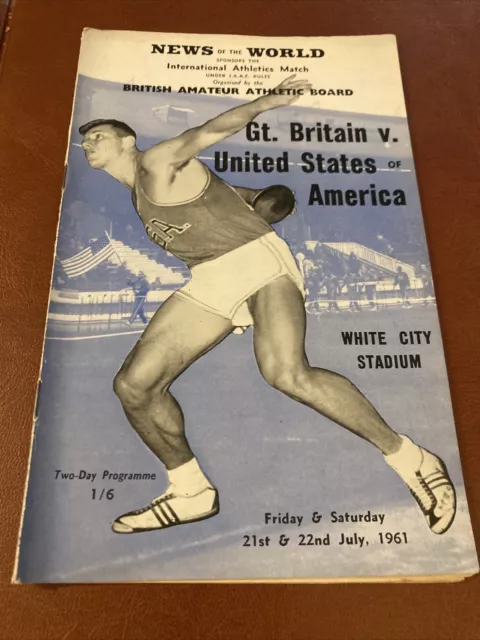 NEWS OF THE WORLD
SPONSORS THE
International Athletics Match
UNDER I.A.A.F. RULES
Organised by the
BRITISH AMATEUR ATHLETIC BOARD
Gt. Britain v.
United States OF
America
WHITE CITY
STADIUM
Two-Day Programme
1/6
Friday & Saturday
21st & 22nd July, 1961